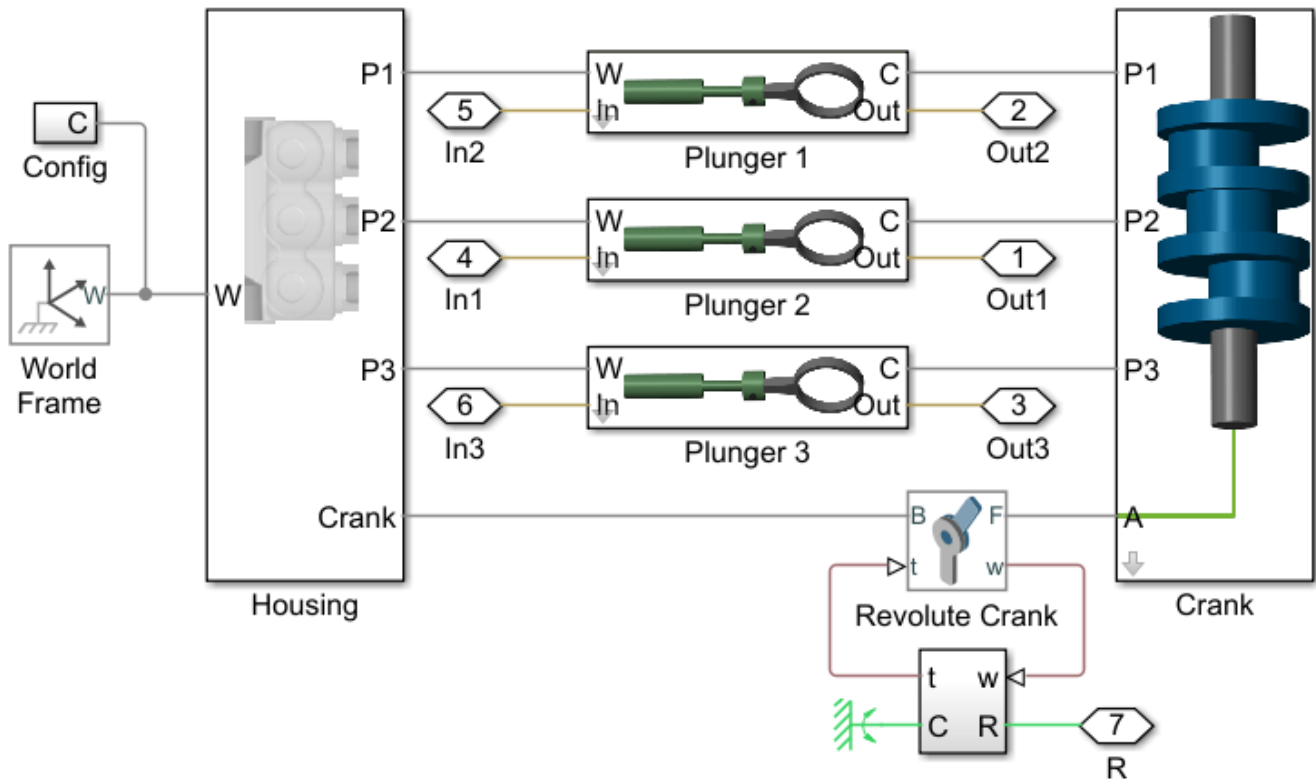 C
Config
W
World
Frame
W
P1
P2
P3
Crank
Housing
5
In2
4
In1
6
In3
W
In
C
Out
Plunger 1
W
In
C
Out
Plunger 2
W
In
C
Out
Plunger 3
2
Out2
1
Out1
3
Out3
P1
P2
P3
A
Crank
B
F
t
w
Revolute Crank
t
w
C
R
7
R